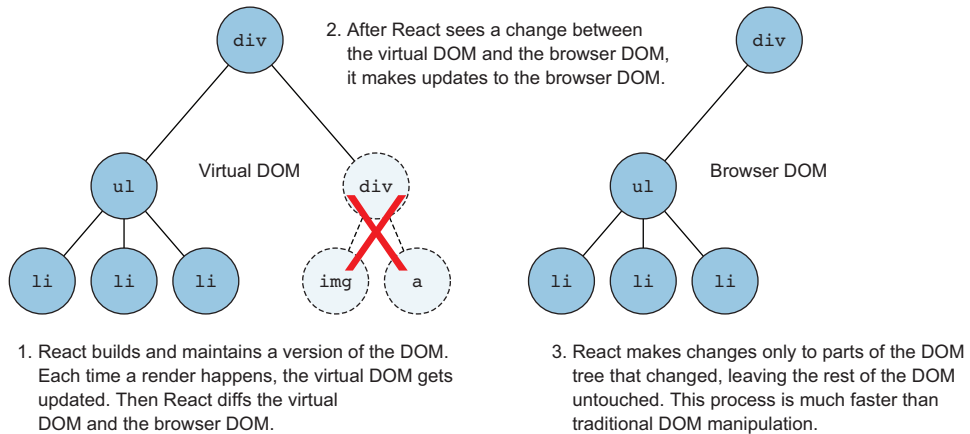 div
2. After React sees a change between
the virtual DOM and the browser DOM,
it makes updates to the browser DOM.
div
ul
Virtual DOM
div
ul
Browser DOM
li
li
li
img
a
li
li
li
1. React builds and maintains a version of the DOM.
Each time a render happens, the virtual DOM gets
updated. Then React diffs the virtual
DOM and the browser DOM.
3. React makes changes only to parts of the DOM
tree that changed, leaving the rest of the DOM
untouched. This process is much faster than
traditional DOM manipulation.